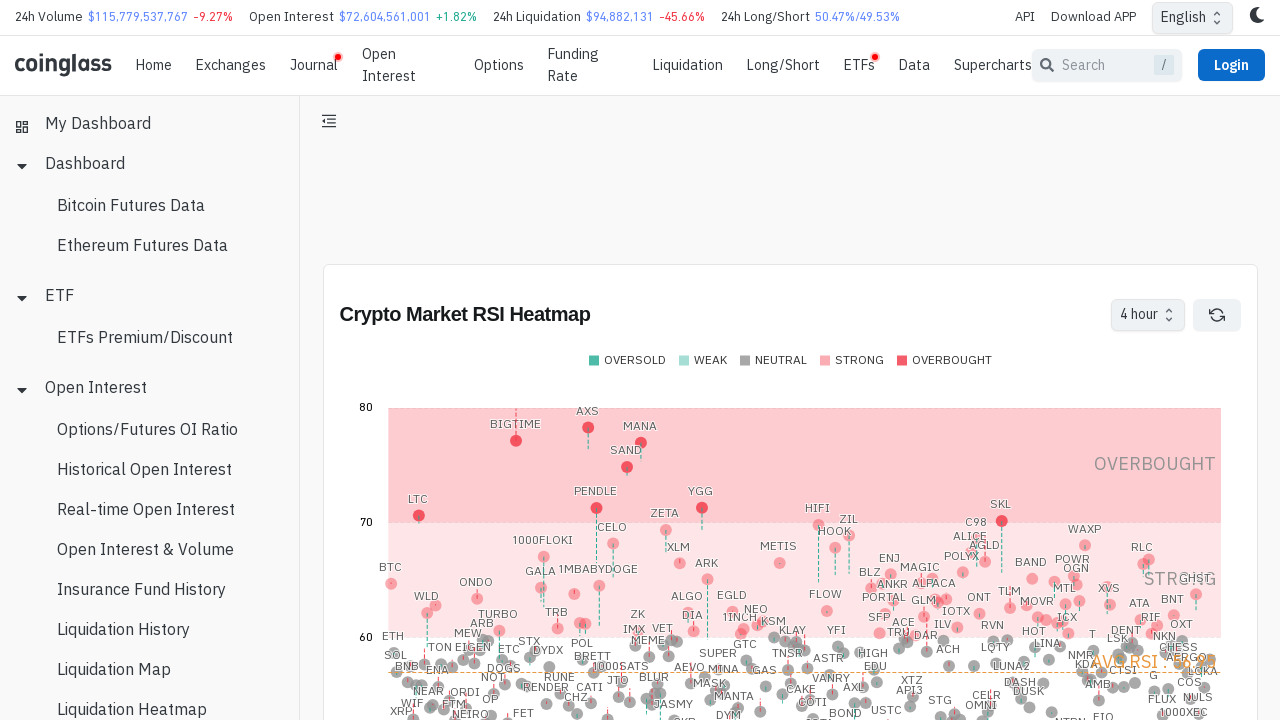 24h Volume $115,779,537,767 -9.27% Open Interest $72,604,561,001 +1.82% 24h Liquidation $94,882,131 -45.66% 24h Long/Short 50.47%/49.53% API Download APP English
coinglass Home Exchanges Journal Open Interest Options Funding Rate Liquidation Long/Short ETFs Data Supercharts Search / Login
My Dashboard
Dashboard
Bitcoin Futures Data
Ethereum Futures Data
ETF
ETFs Premium/Discount
Open Interest
Options/Futures OI Ratio
Historical Open Interest
Real-time Open Interest
Open Interest & Volume
Insurance Fund History
Liquidation History
Liquidation Map
Liquidation Heatmap
Crypto Market RSI Heatmap
4 hour
OVERSOLD WEAK NEUTRAL STRONG OVERBOUGHT
80
AXS
BIGTIME MANA
SAND
OVERBOUGHT
LTC PENDLE YGG SKL
HIFI
ZETA ZIL
70
CELO HOOK C98 WAXP
1000FLOKI XLM METIS ALICE AGLD RLC
POLYX
BTC GALA 1MBABYDOGE ARK BLZ ENJ MAGIC BAND POWR OGN
STRONG GHST
ONDO ANKR ALPACA
WLD ALGO EGLD FLOW PORTAL GLM ONT TLM MOVR MTL XVS ATA BNT
TURBO TRB ZK DIA 1INCH NEO KSM SFP ACE IOTX ICX RIF OXT
60
ETH MEW ARB IMX VET KLAY YFI TRU ILV RVN HOT T DENT NKN
SOL TON EIGEN ETC STX DYDX POL MEME SUPER GTC TNSR ASTR HIGH DAR ACH LQTY LINA NMR LSK CHESS
AVG RSI
BNB ENA DOGS BRETT 1000SATS AEVO MINA GAS EDU LUNA2 KDA CTSI AERO
NOT RUNE JTO BLUR VANRY XTZ DASH AMB G COS
NEAR ORDI RENDER CATI MASK CAKE AXL API3 CELR DUSK NULS
WIF FTM OP CHZ JASMY MANTA COTI STG OMNI FLUX
XRP NEIRO FET DYM BOND USTC 1000XEC